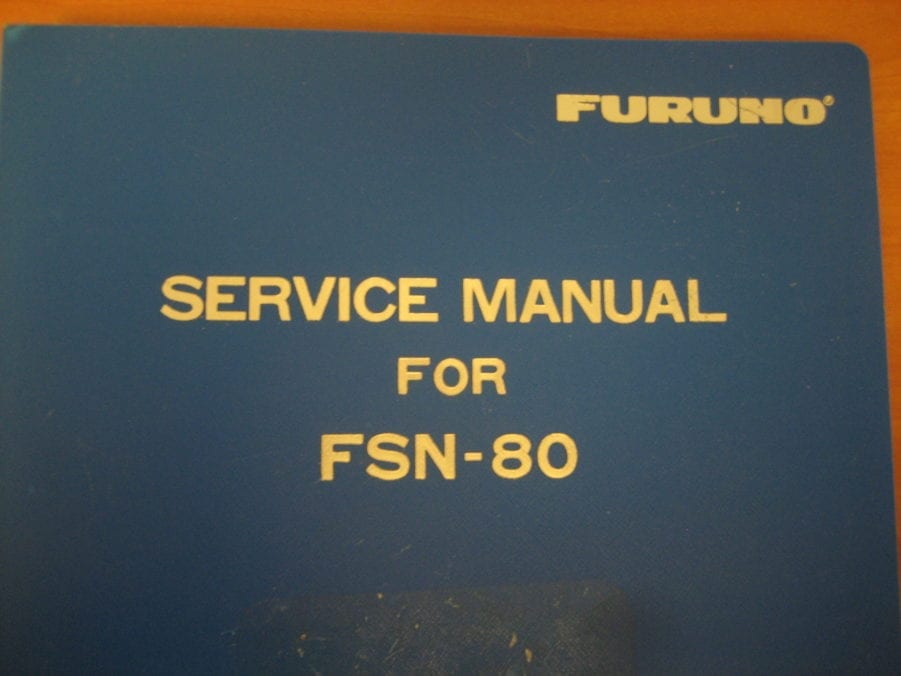 FURUNO®
SERVICE MANUAL
FOR
FSN-80